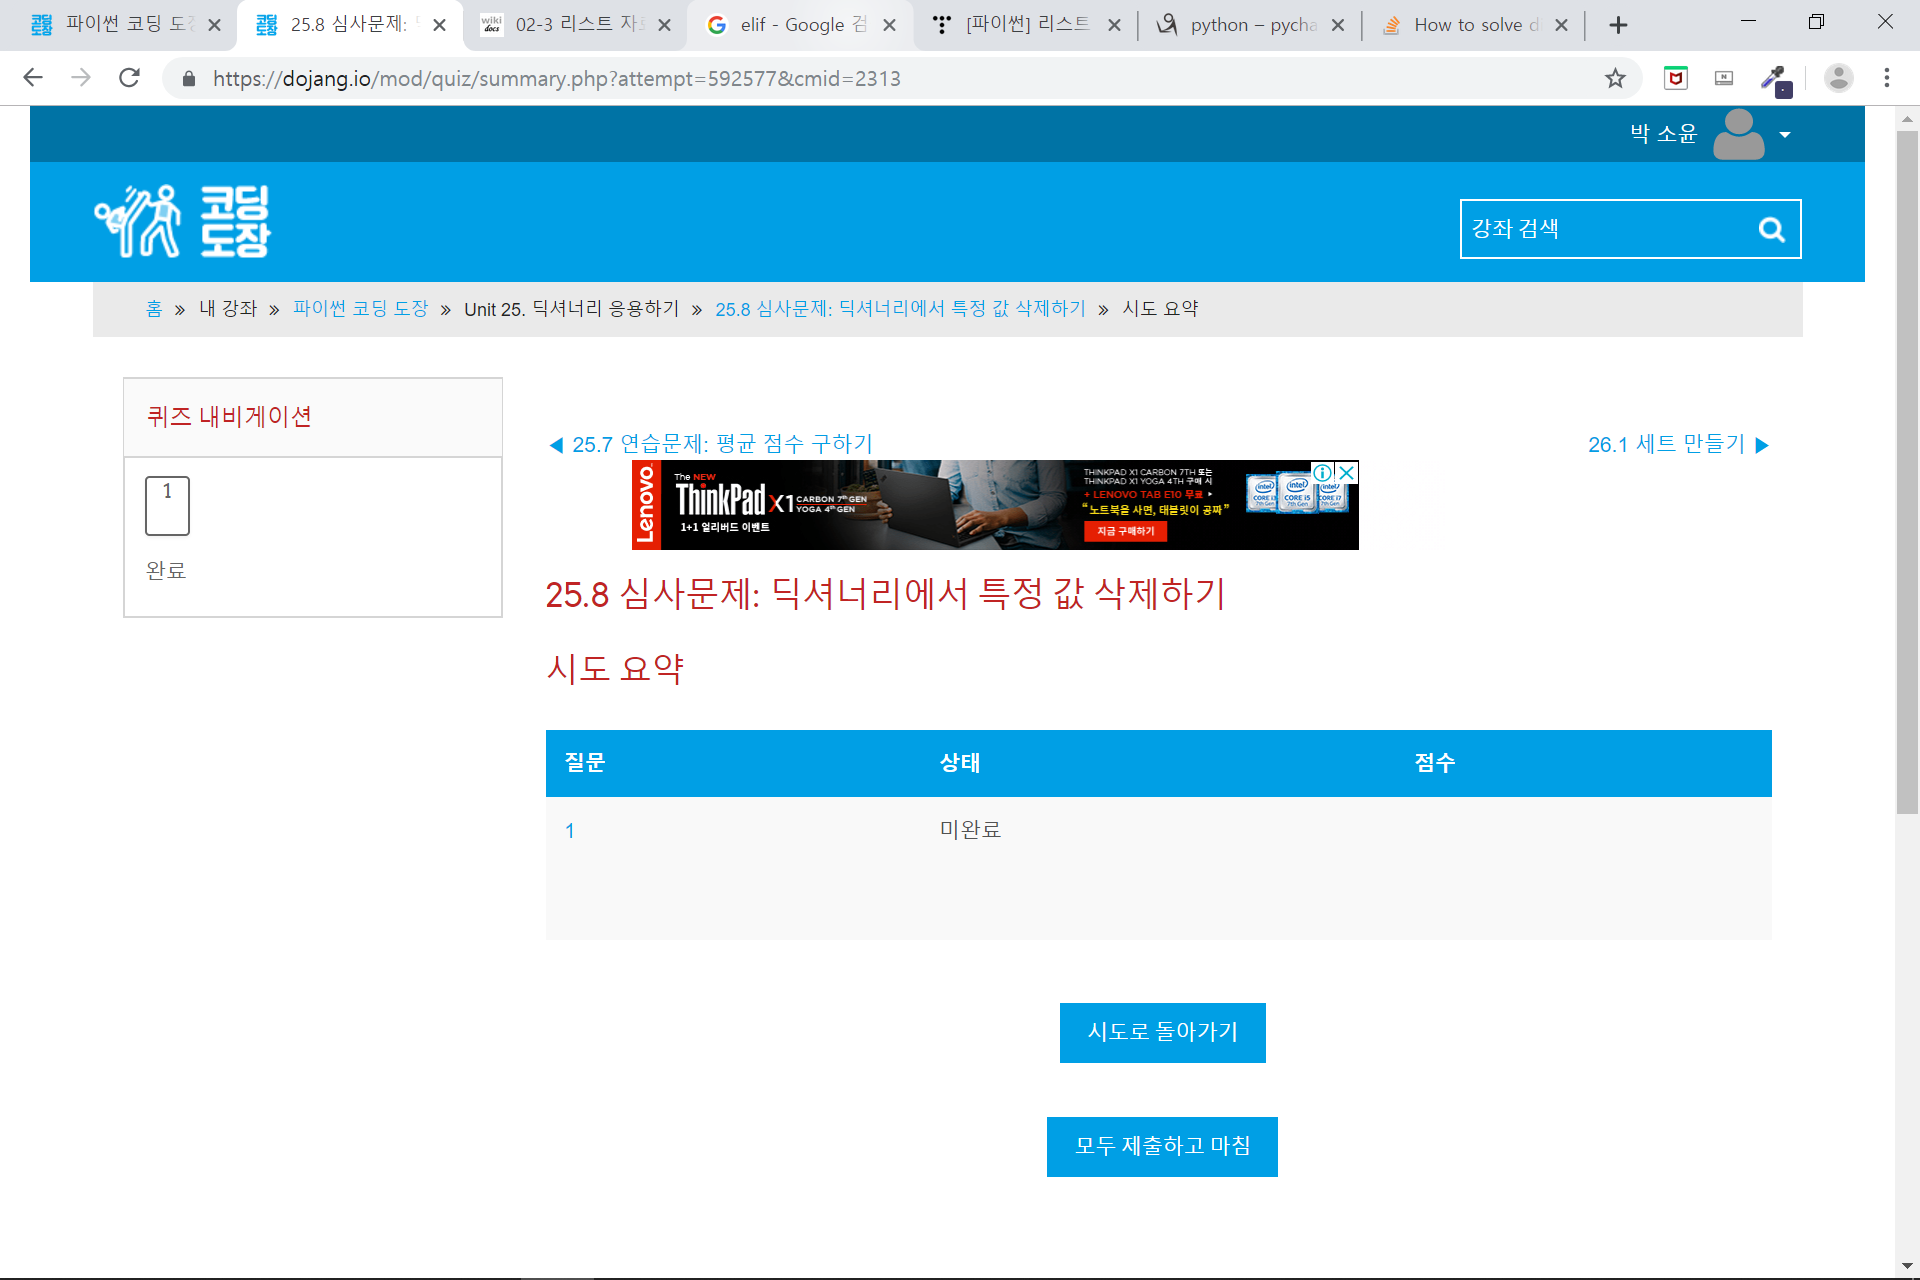 파이썬 코딩 도
25.8 심사문제:
wiki docs
02-3 리스트 자
elif - Google 검
[파이썬] 리스트
python – pycha
How to solve d
https://dojang.io/mod/quiz/summary.php?attempt=592577&cmid=2313
박 소윤
코딩
도장
강좌 검색
홈 » 내 강좌 » 파이썬 코딩 도장 » Unit 25. 딕셔너리 응용하기 » 25.8 심사문제: 딕셔너리에서 특정 값 삭제하기 » 시도 요약
퀴즈 내비게이션
1
완료
◀ 25.7 연습문제: 평균 점수 구하기
26.1 세트 만들기 ▶
Lenovo
The NEW
ThinkPad X1 CARBON 7TH GEN
YOGA 4TH GEN
1+1 얼리버드 이벤트
THINKPAD X1 CARBON 7TH 또는
THINKPAD X1 YOGA 4TH 구매 시
+ LENOVO TAB E10 무료 ▸
“노트북을 사면, 태블릿이 공짜”
지금 구매하기
25.8 심사문제: 딕셔너리에서 특정 값 삭제하기
시도 요약
질문 상태 점수
1 미완료
시도로 돌아가기
모두 제출하고 마침